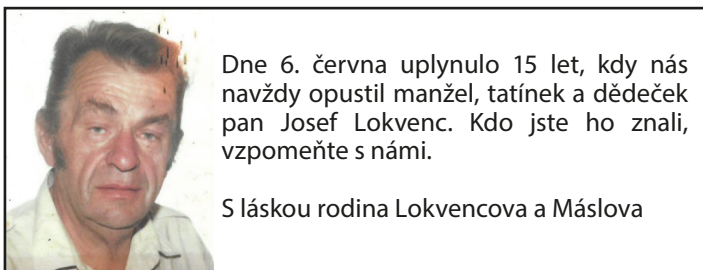 Dne 6. června uplynulo 15 let, kdy nás
navždy opustil manžel, tatínek a dědeček
pan Josef Lokvenc. Kdo jste ho znali,
vzpomeňte s námi.
S láskou rodina Lokvencova a Máslova